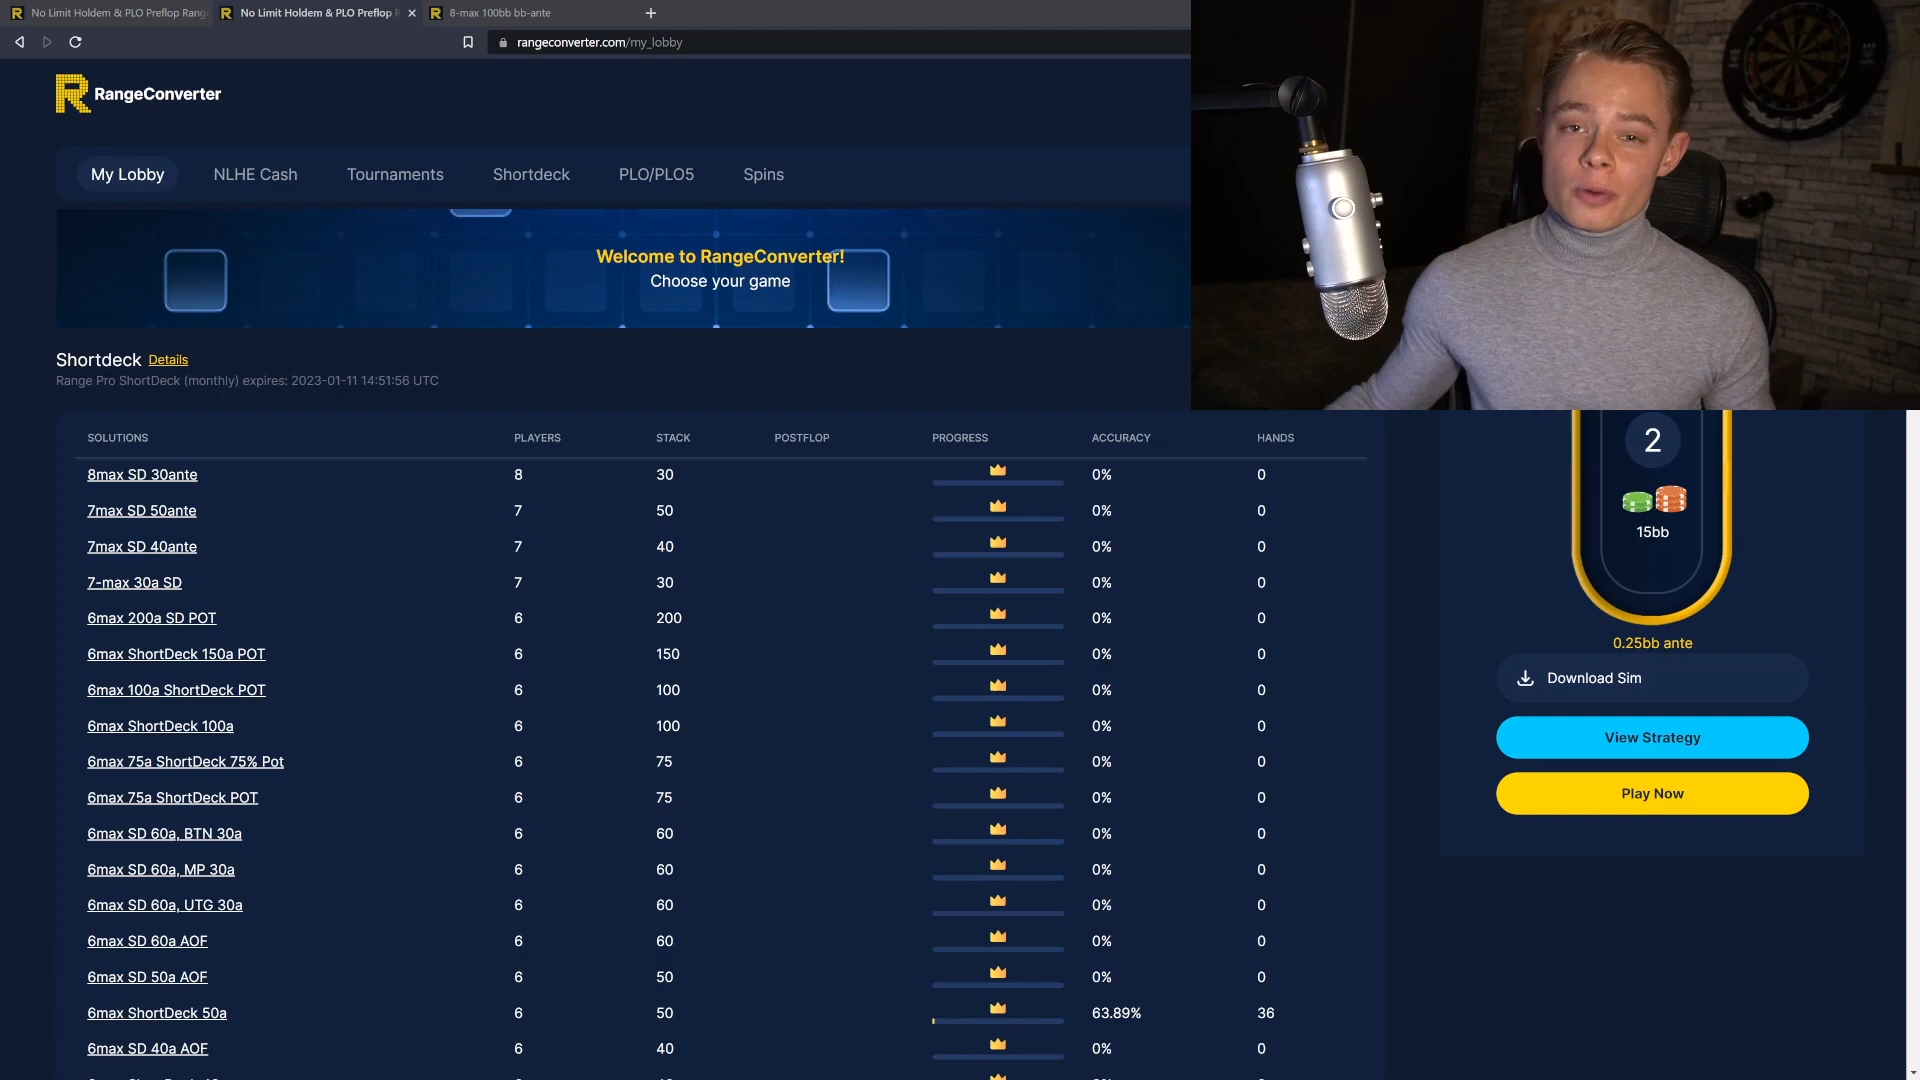 No Limit Holdem & PLO Preflop Rang
No Limit Holdem & PLO Preflop R
8-max 100bb bb-ante
rangeconverter.com/my_lobby
RangeConverter
My Lobby
NLHE Cash
Tournaments
Shortdeck
PLO/PLO5
Spins
Welcome to RangeConverter!
Choose your game
Shortdeck Details
Range Pro ShortDeck (monthly) expires: 2023-01-11 14:51:56 UTC
SOLUTIONS PLAYERS STACK POSTFLOP PROGRESS ACCURACY HANDS
8max SD 30ante 8 30 0% 0
7max SD 50ante 7 50 0% 0
7max SD 40ante 7 40 0% 0
7-max 30a SD 7 30 0% 0
6max 200a SD POT 6 200 0% 0
6max ShortDeck 150a POT 6 150 0% 0
6max 100a ShortDeck POT 6 100 0% 0
6max ShortDeck 100a 6 100 0% 0
6max 75a ShortDeck 75% Pot 6 75 0% 0
6max 75a ShortDeck POT 6 75 0% 0
6max SD 60a, BTN 30a 6 60 0% 0
6max SD 60a, MP 30a 6 60 0% 0
6max SD 60a, UTG 30a 6 60 0% 0
6max SD 60a AOF 6 60 0% 0
6max SD 50a AOF 6 50 0% 0
6max ShortDeck 50a 6 50 63.89% 36
6max SD 40a AOF 6 40 0% 0
2
15bb
0.25bb ante
Download Sim
View Strategy
Play Now